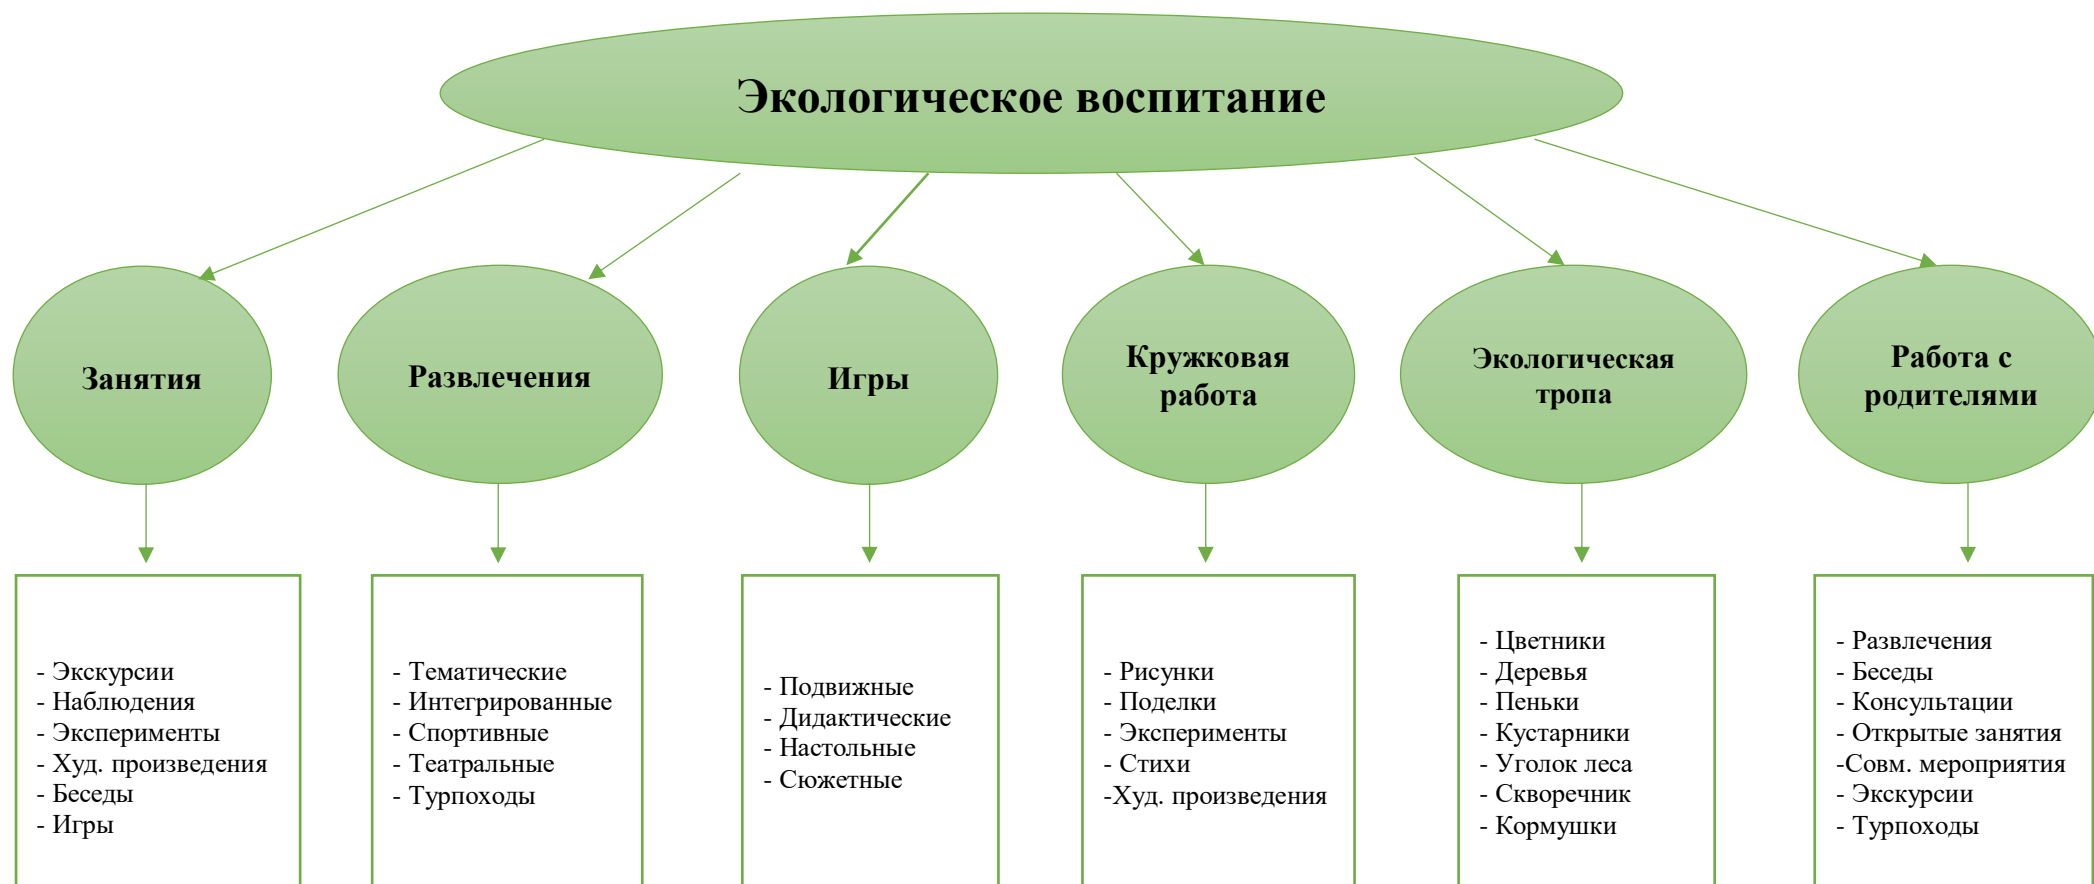 Экологическое воспитание
Занятия
Развлечения
Игры
Кружковая
работа
Экологическая
тропа
Работа с
родителями
- Экскурсии
- Наблюдения
- Эксперименты
- Худ. произведения
- Беседы
- Игры
- Тематические
- Интегрированные
- Спортивные
- Театральные
- Турпоходы
- Подвижные
- Дидактические
- Настольные
- Сюжетные
- Рисунки
- Поделки
- Эксперименты
- Стихи
-Худ. произведения
- Цветники
- Деревья
- Пеньки
- Кустарники
- Уголок леса
- Скворечник
- Кормушки
- Развлечения
- Беседы
- Консультации
- Открытые занятия
-Совм. мероприятия
- Экскурсии
- Турпоходы